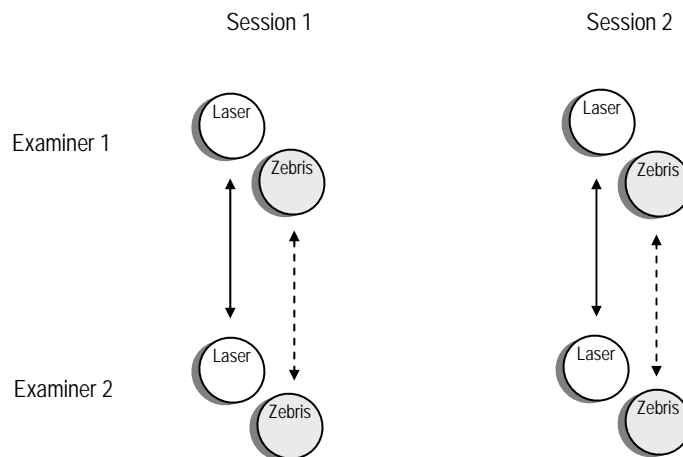 Session 1
Session 2
Examiner 1
Laser
Zebris
Laser
Zebris
Examiner 2
Laser
Zebris
Laser
Zebris